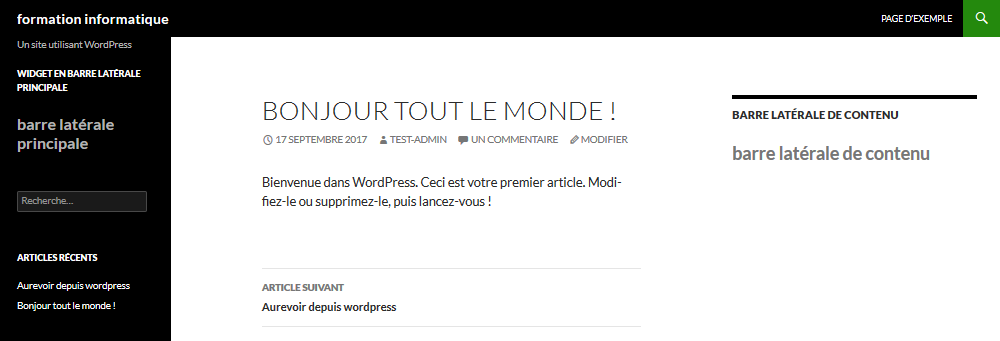 formation informatique
PAGE D'EXEMPLE
Un site utilisant WordPress
WIDGET EN BARRE LATÉRALE
PRINCIPALE
barre latérale
principale
Recherche…
ARTICLES RÉCENTS
Aurevoir depuis wordpress
Bonjour tout le monde !
BONJOUR TOUT LE MONDE !
17 SEPTEMBRE 2017 TEST-ADMIN UN COMMENTAIRE MODIFIER
Bienvenue dans WordPress. Ceci est votre premier article. Modi-
fiez-le ou supprimez-le, puis lancez-vous !
ARTICLE SUIVANT
Aurevoir depuis wordpress
BARRE LATÉRALE DE CONTENU
barre latérale de contenu